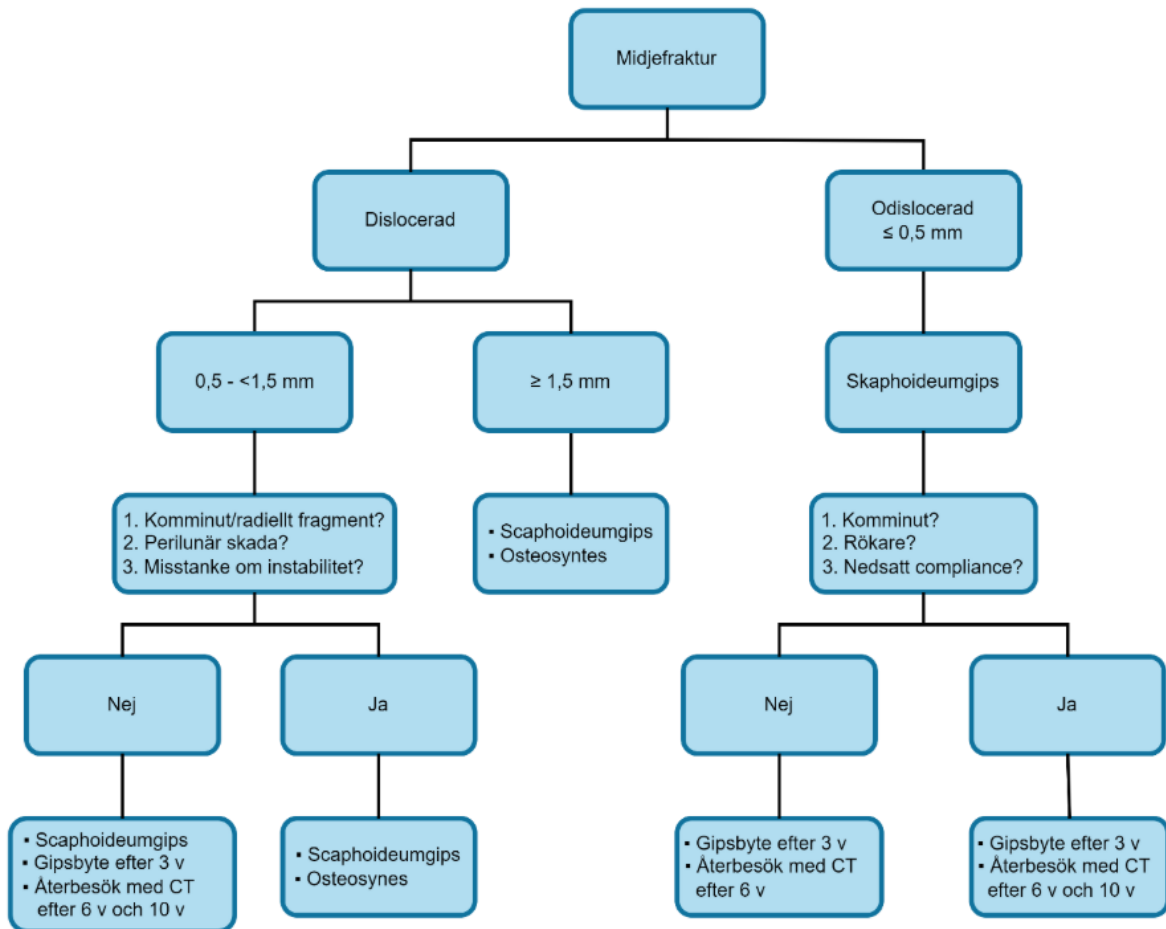 Midjefraktur
Dislocerad
Odislocerad
≤ 0,5 mm
0,5 - <1,5 mm
≥ 1,5 mm
Skaphoideumgips
1. Komminut/radiellt fragment?
2. Perilunär skada?
3. Misstanke om instabilitet?
▪ Scaphoideumgips
▪ Osteosyntes
1. Komminut?
2. Rökare?
3. Nedsatt compliance?
Nej
Ja
Nej
Ja
▪ Scaphoideumgips
▪ Gipsbyte efter 3 v
▪ Återbesök med CT
efter 6 v och 10 v
▪ Scaphoideumgips
▪ Osteosynes
▪ Gipsbyte efter 3 v
▪ Återbesök med CT
efter 6 v
▪ Gipsbyte efter 3 v
▪ Återbesök med CT
efter 6 v och 10 v